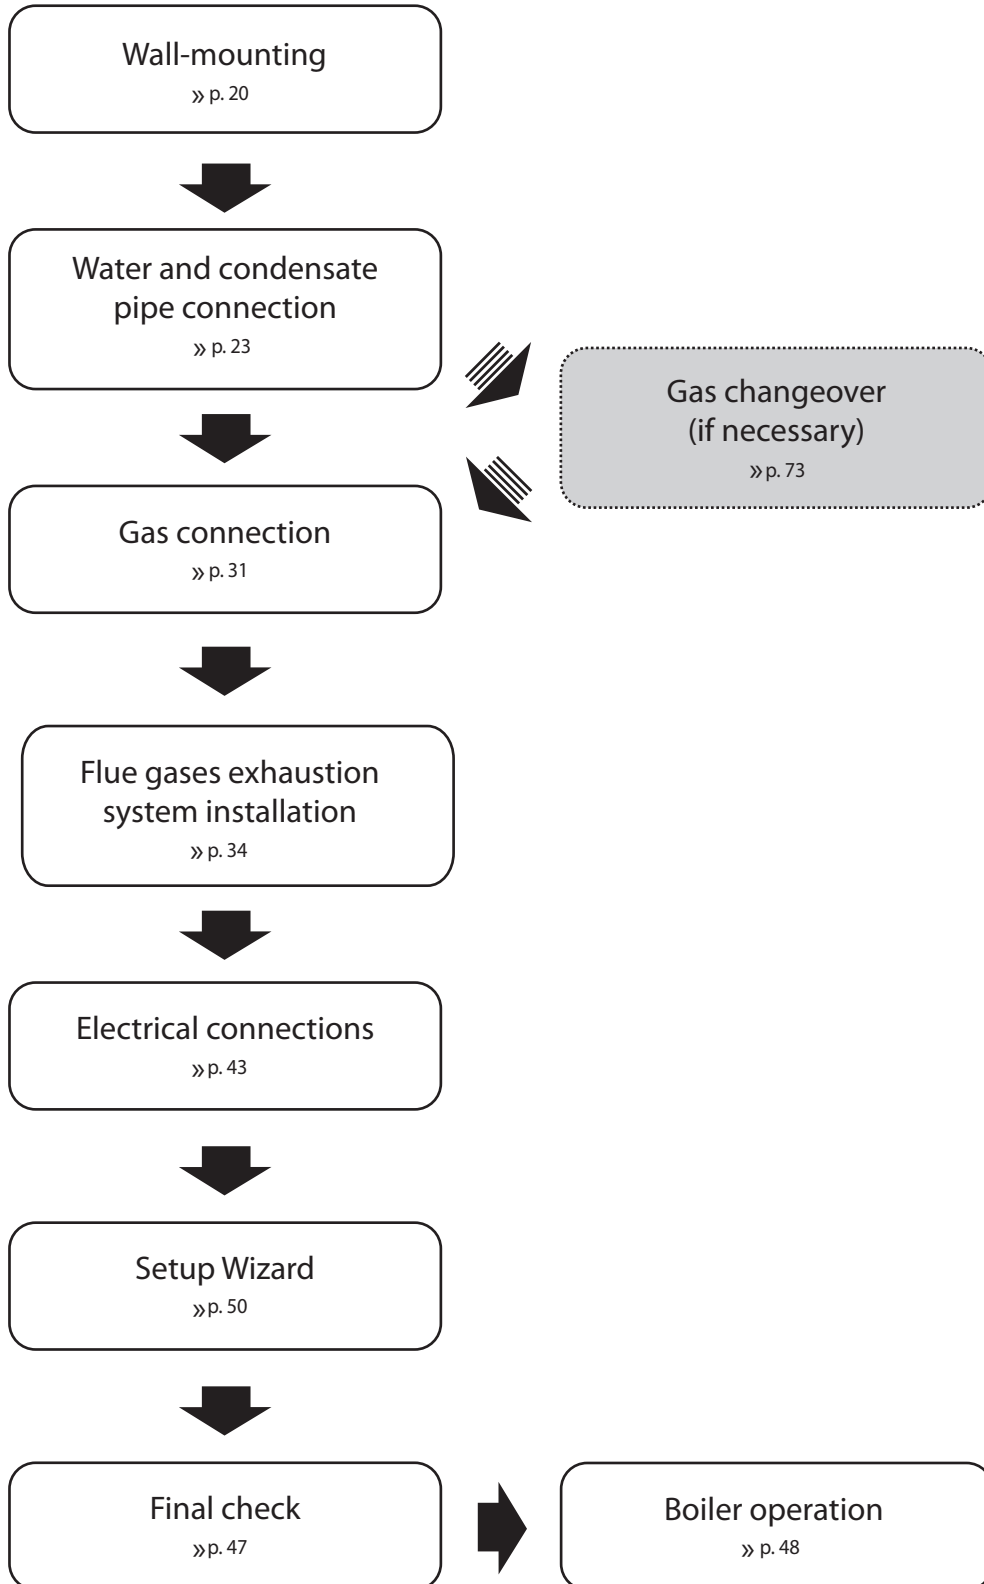 Wall-mounting
» p. 20
Water and condensate
pipe connection
» p. 23
Gas changeover
(if necessary)
» p. 73
Gas connection
» p. 31
Flue gases exhaustion
system installation
» p. 34
Electrical connections
» p. 43
Setup Wizard
» p. 50
Final check
» p. 47
Boiler operation
» p. 48